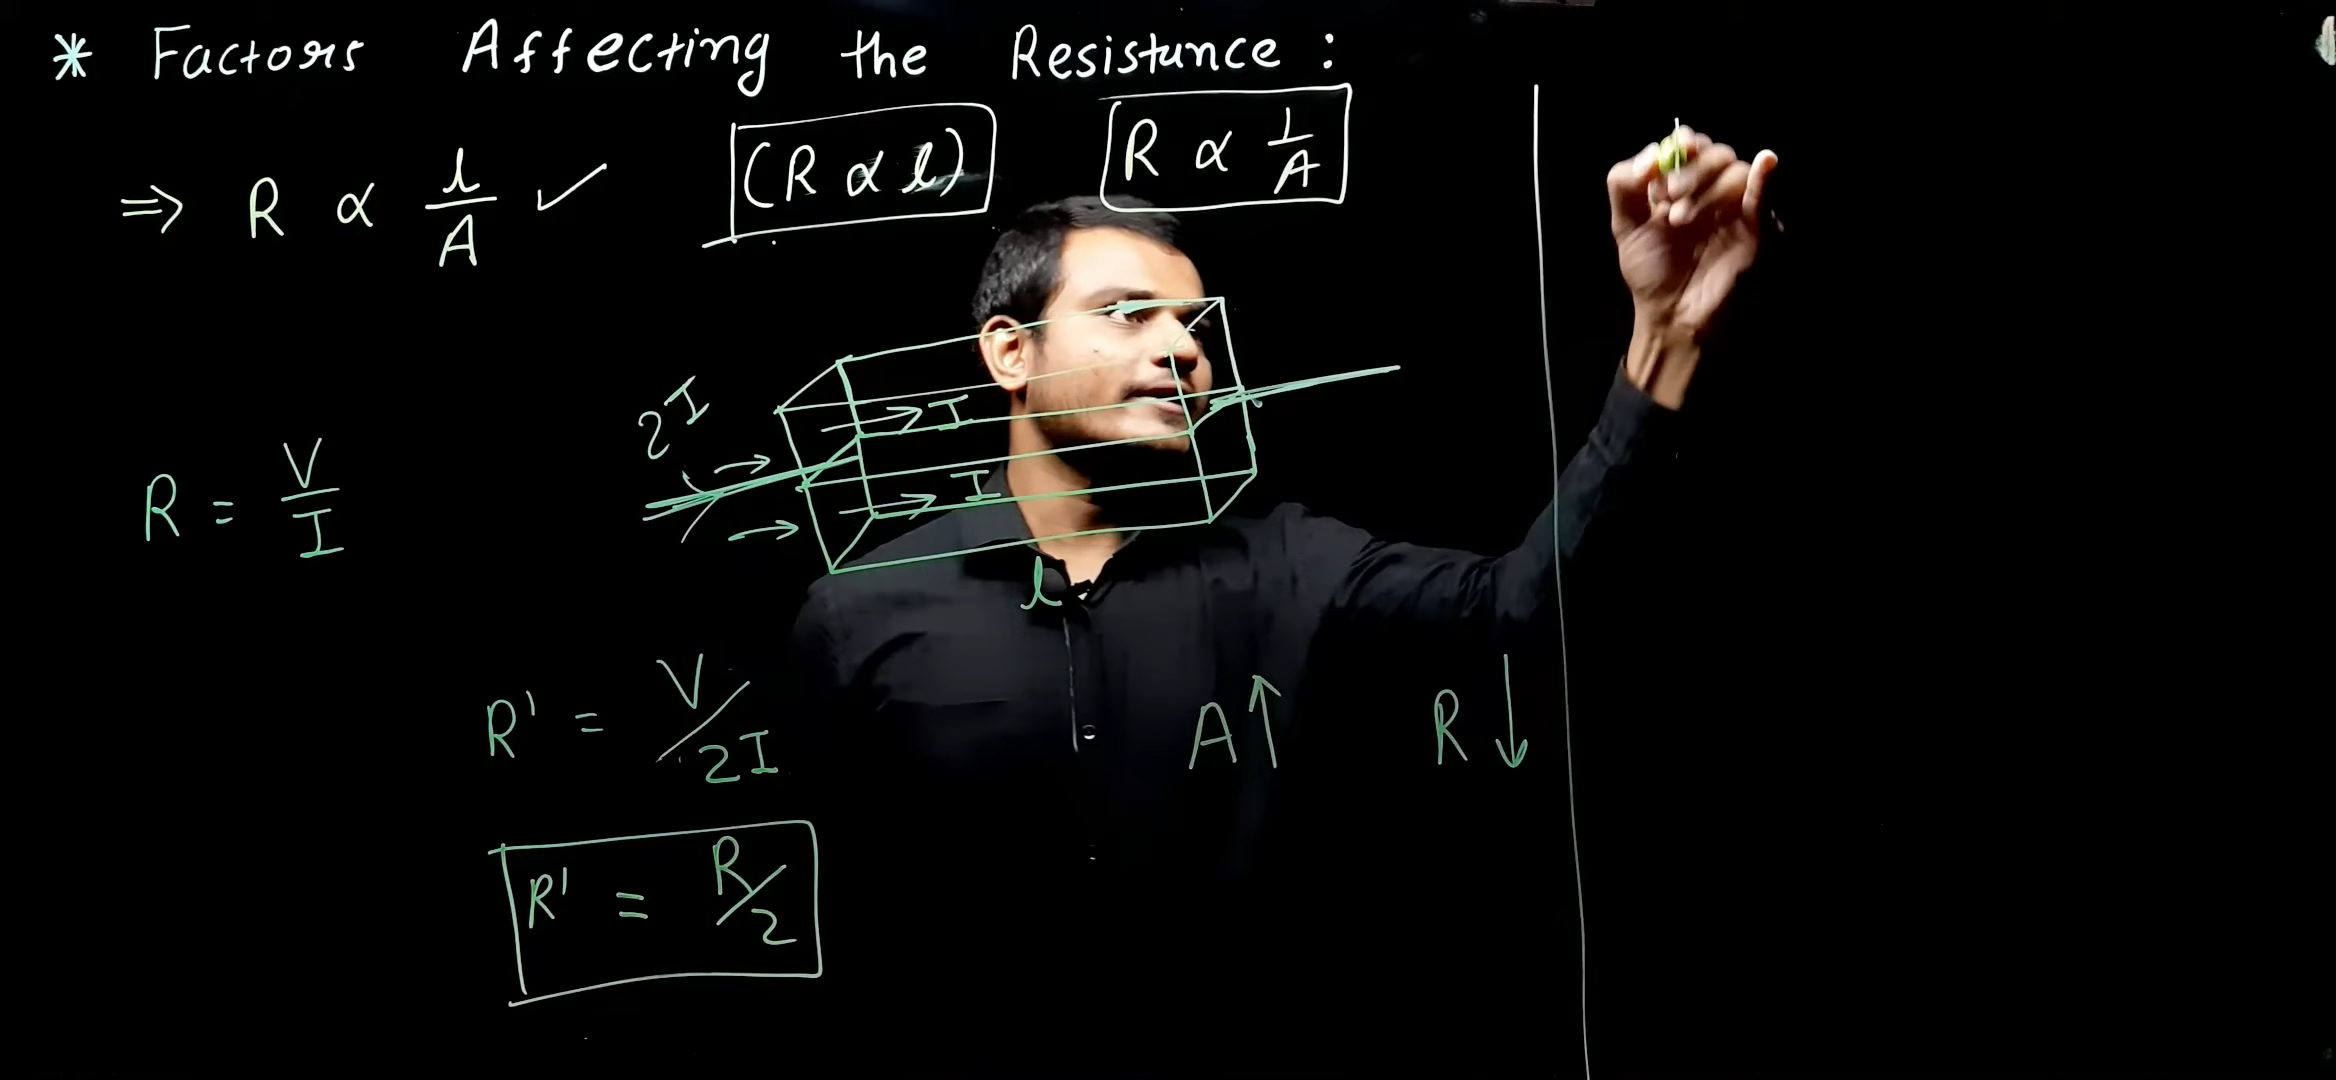 * Factors Affecting the Resistance :
⇒ R ∝ l/A ✓ (R ∝ l) R ∝ 1/A
2I → I
R = V/I → I
l
R' = V/2I A↑ R↓
R' = R/2